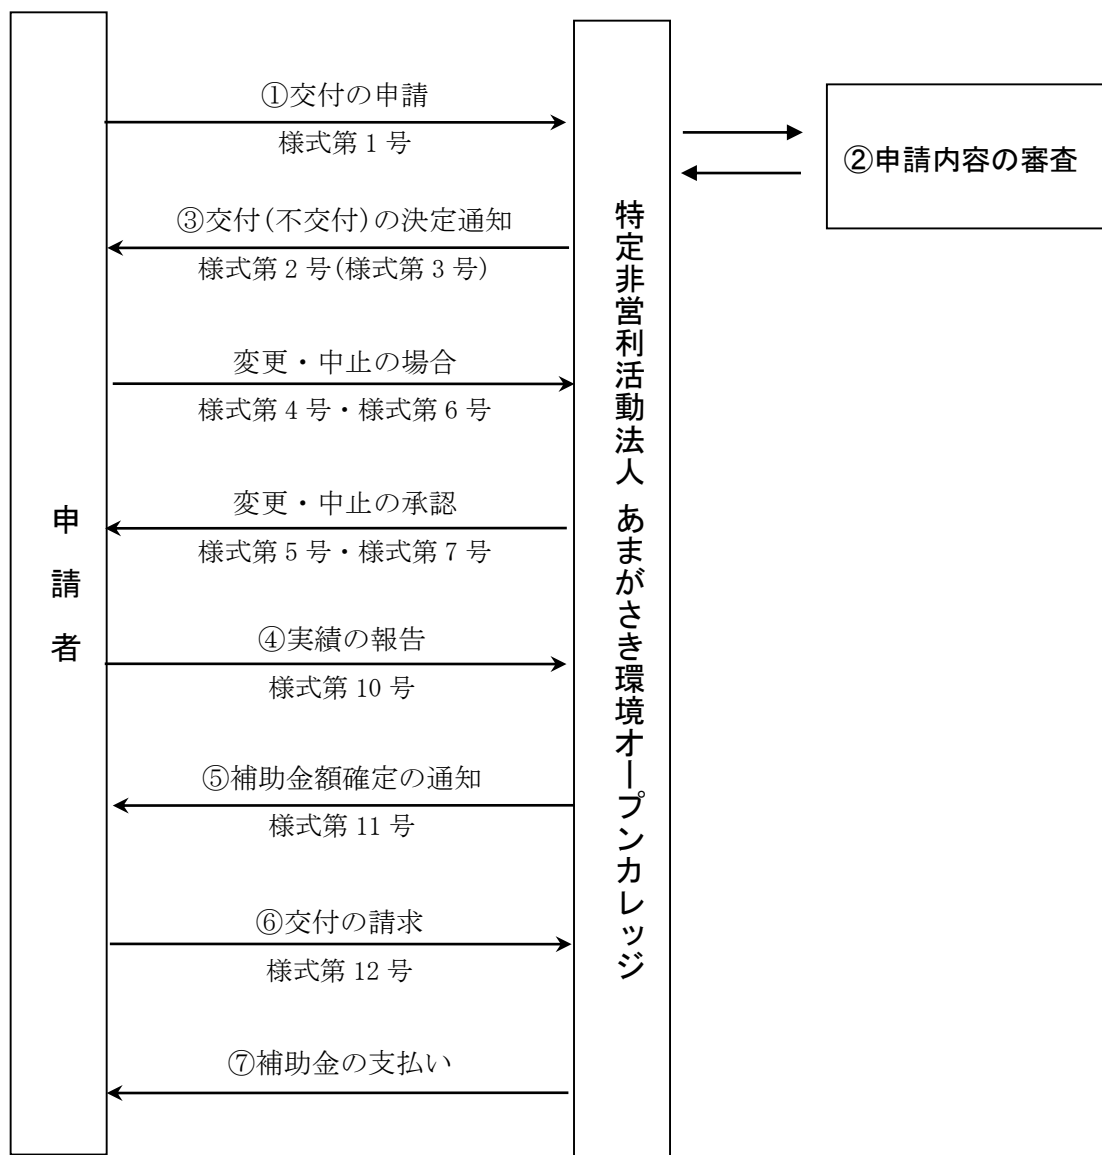 ①交付の申請
様式第 1 号
②申請内容の審査
③交付(不交付)の決定通知
様式第 2 号(様式第 3 号)
変更・中止の場合
様式第 4 号・様式第 6 号
変更・中止の承認
様式第 5 号・様式第 7 号
④実績の報告
様式第 10 号
⑤補助金額確定の通知
様式第 11 号
⑥交付の請求
様式第 12 号
⑦補助金の支払い
申請者
特定非営利活動法人 あまがさき環境オープンカレッジ